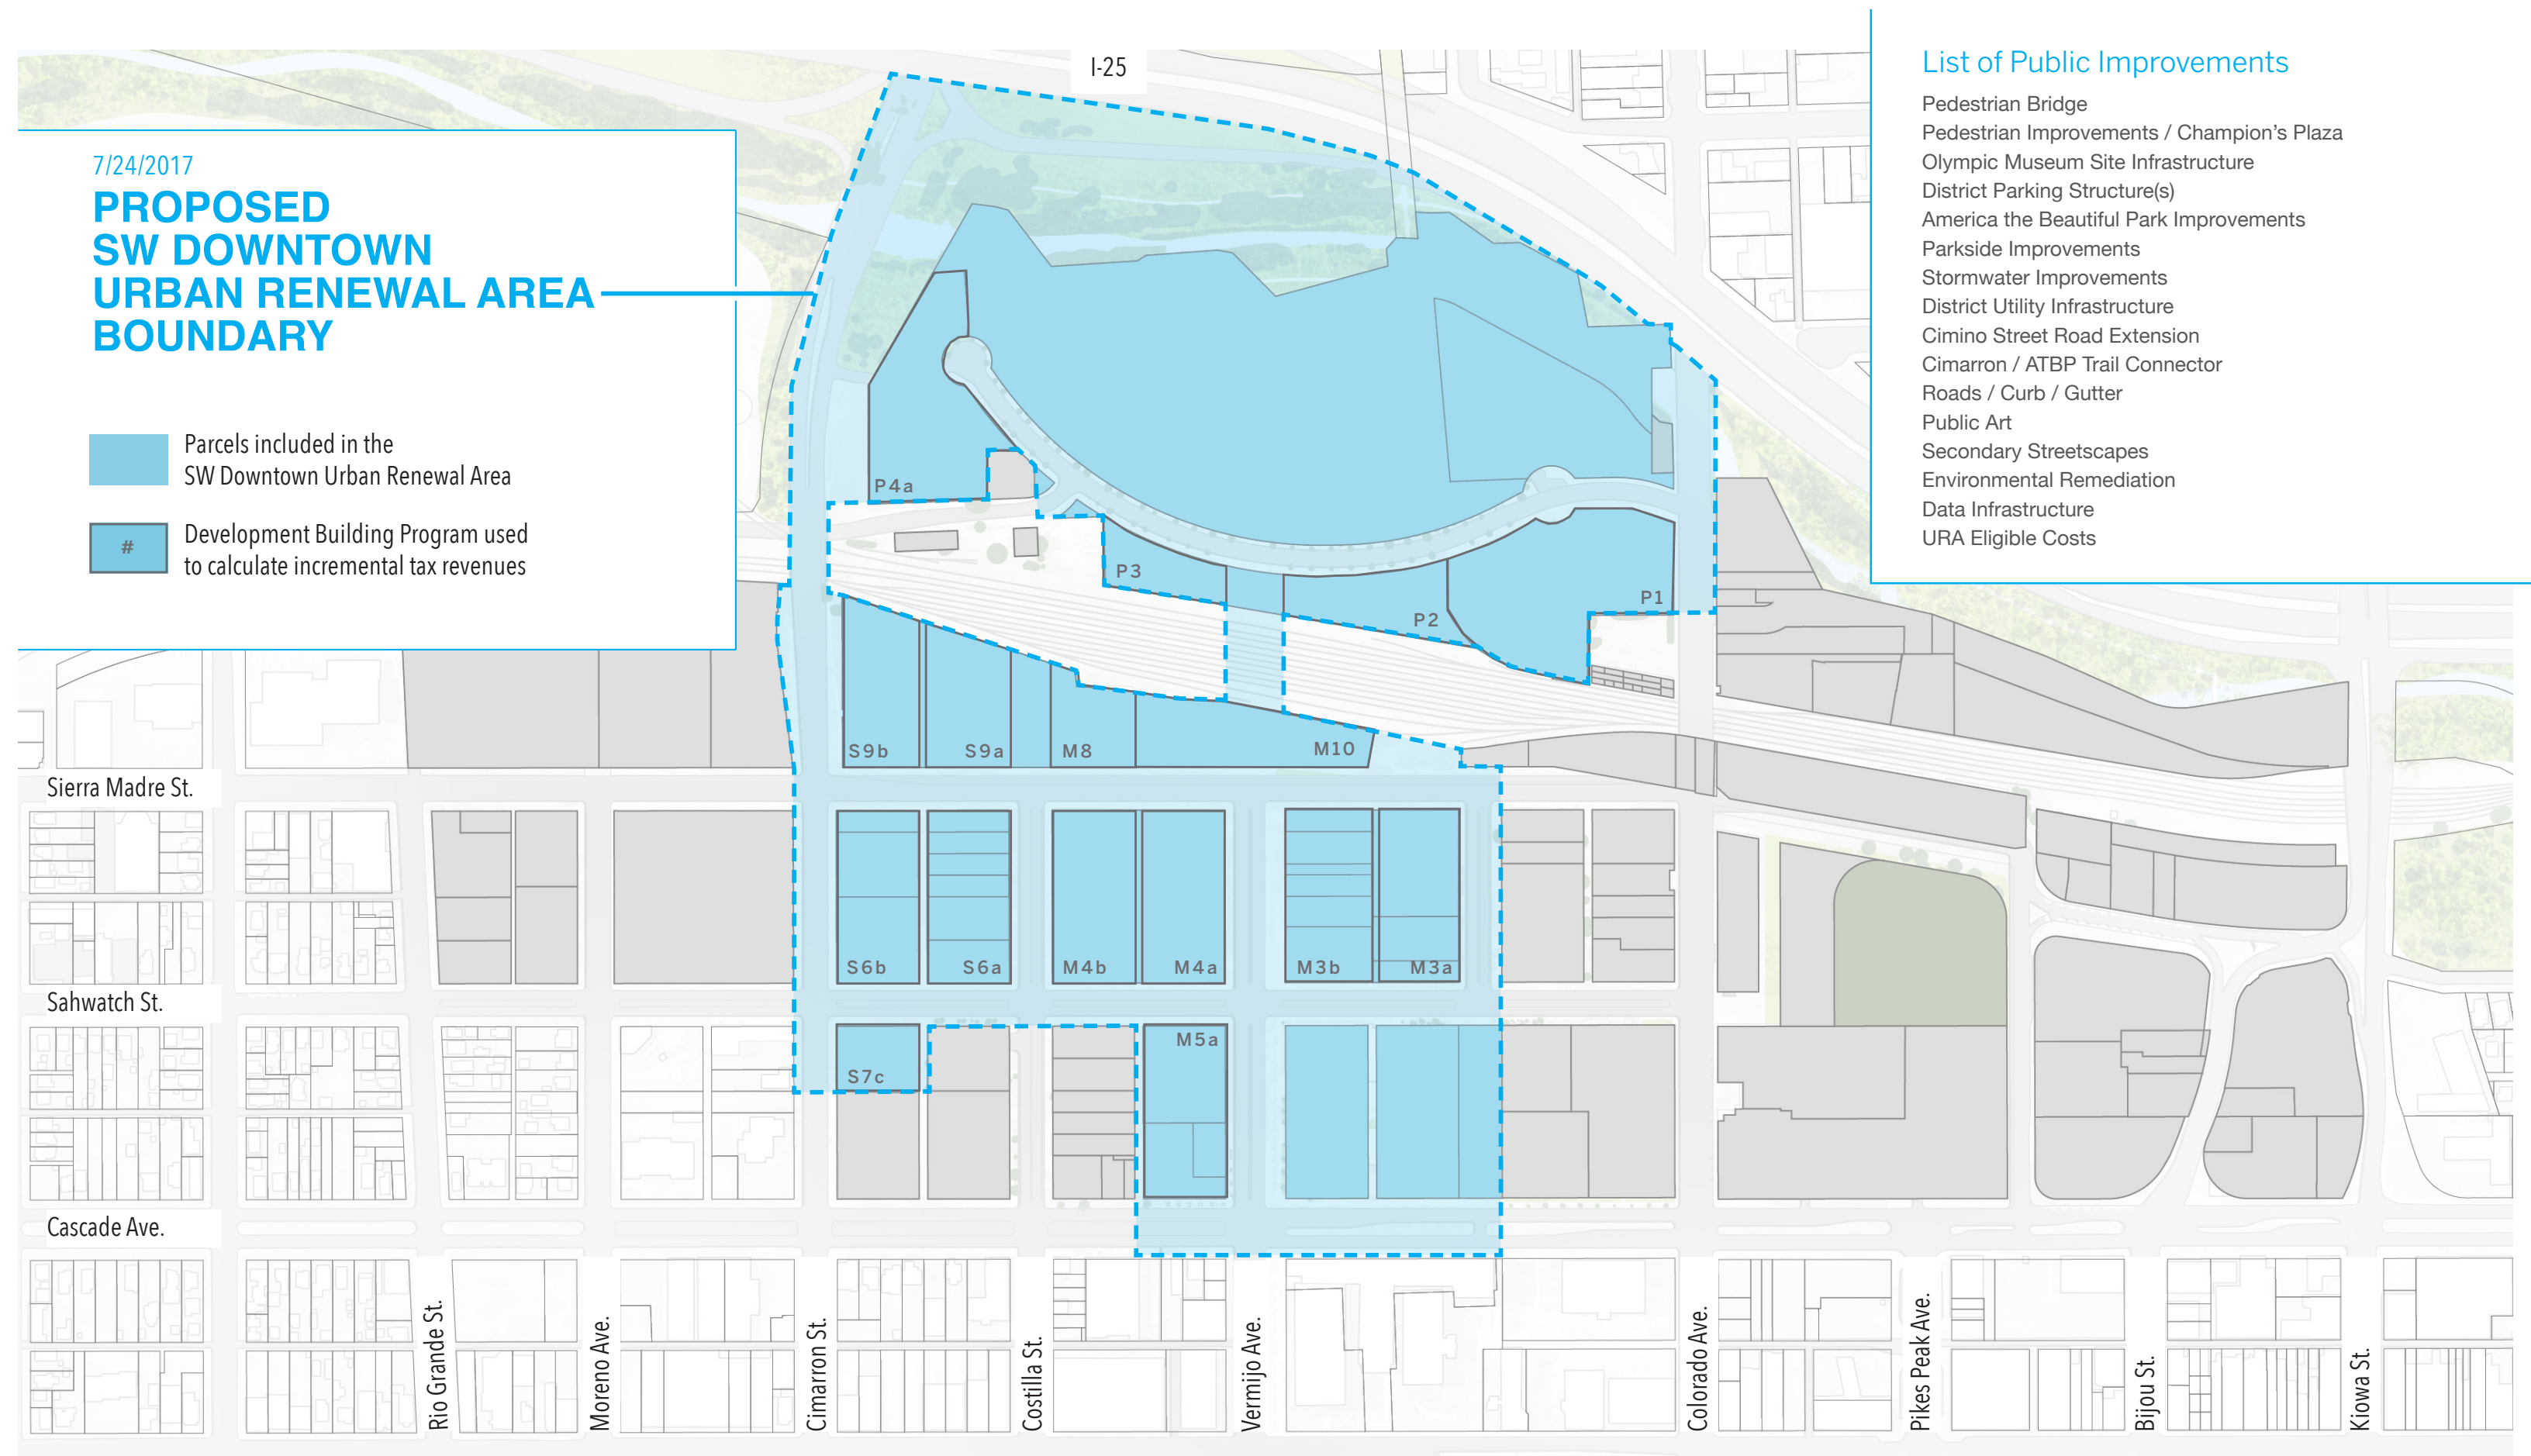 I-25
7/24/2017
PROPOSED
SW DOWNTOWN
URBAN RENEWAL AREA
BOUNDARY
Parcels included in the
SW Downtown Urban Renewal Area
#
Development Building Program used
to calculate incremental tax revenues
List of Public Improvements
Pedestrian Bridge
Pedestrian Improvements / Champion's Plaza
Olympic Museum Site Infrastructure
District Parking Structure(s)
America the Beautiful Park Improvements
Parkside Improvements
Stormwater Improvements
District Utility Infrastructure
Cimino Street Road Extension
Cimarron / ATBP Trail Connector
Roads / Curb / Gutter
Public Art
Secondary Streetscapes
Environmental Remediation
Data Infrastructure
URA Eligible Costs
P4a
P3
P2
P1
S9b
S9a
M8
M10
Sierra Madre St.
S6b
S6a
M4b
M4a
M3b
M3a
Sahwatch St.
S7c
M5a
Cascade Ave.
Rio Grande St.
Moreno Ave.
Cimarron St.
Costilla St.
Vermijo Ave.
Colorado Ave.
Pikes Peak Ave.
Bijou St.
Kiowa St.